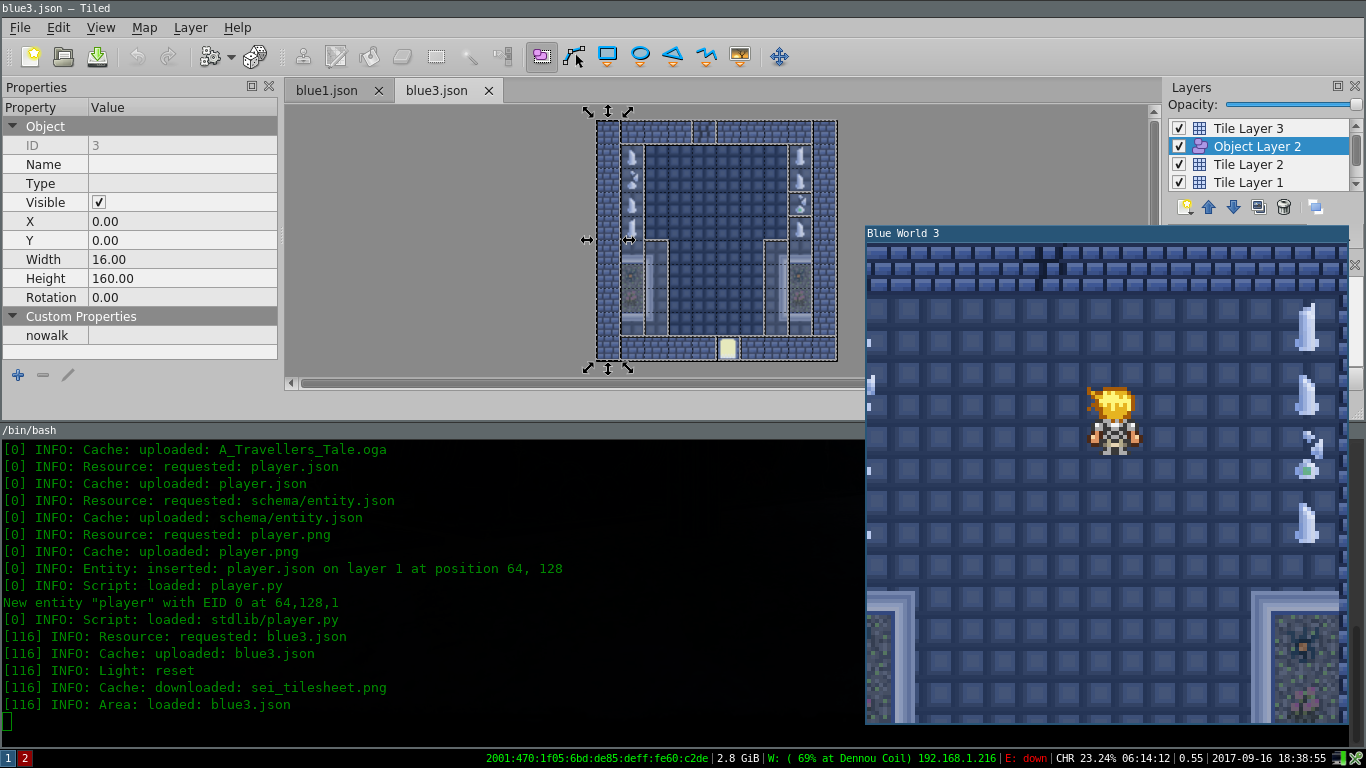 blue3.json — Tiled
File Edit View Map Layer Help
Properties
Property Value
Object
ID 3
Name
Type
Visible
X 0.00
Y 0.00
Width 16.00
Height 160.00
Rotation 0.00
Custom Properties
nowalk
blue1.json blue3.json
Layers
Opacity:
Tile Layer 3
Object Layer 2
Tile Layer 2
Tile Layer 1
Blue World 3
/bin/bash
[0] INFO: Cache: uploaded: A_Travellers_Tale.oga
[0] INFO: Resource: requested: player.json
[0] INFO: Cache: uploaded: player.json
[0] INFO: Resource: requested: schema/entity.json
[0] INFO: Cache: uploaded: schema/entity.json
[0] INFO: Resource: requested: player.png
[0] INFO: Cache: uploaded: player.png
[0] INFO: Entity: inserted: player.json on layer 1 at position 64, 128
[0] INFO: Script: loaded: player.py
New entity "player" with EID 0 at 64,128,1
[0] INFO: Script: loaded: stdlib/player.py
[116] INFO: Resource: requested: blue3.json
[116] INFO: Cache: uploaded: blue3.json
[116] INFO: Light: reset
[116] INFO: Cache: downloaded: sei_tilesheet.png
[116] INFO: Area: loaded: blue3.json
1 2 2001:470:1f05:6bd:de85:deff:fe60:c2de|2.8 GiB|W: ( 69% at Dennou Coil) 192.168.1.216|E: down|CHR 23.24% 06:14:12|0.55|2017-09-16 18:38:55